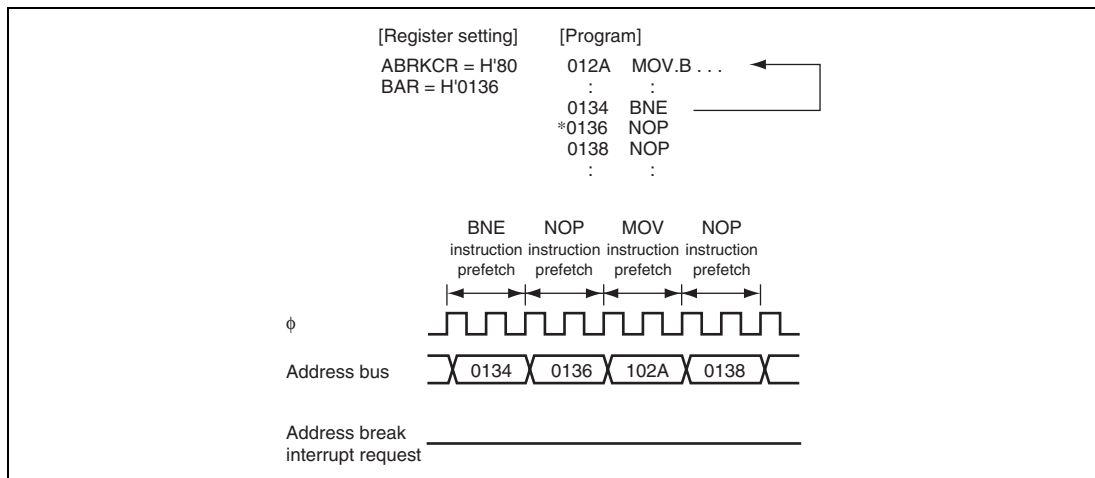 [Register setting] [Program]
ABRKCR = H'80 012A MOV.B . . .
BAR = H'0136 : :
0134 BNE
*0136 NOP
0138 NOP
: :
BNE NOP MOV NOP
instruction instruction instruction instruction
prefetch prefetch prefetch prefetch
φ
Address bus 0134 0136 102A 0138
Address break
interrupt request